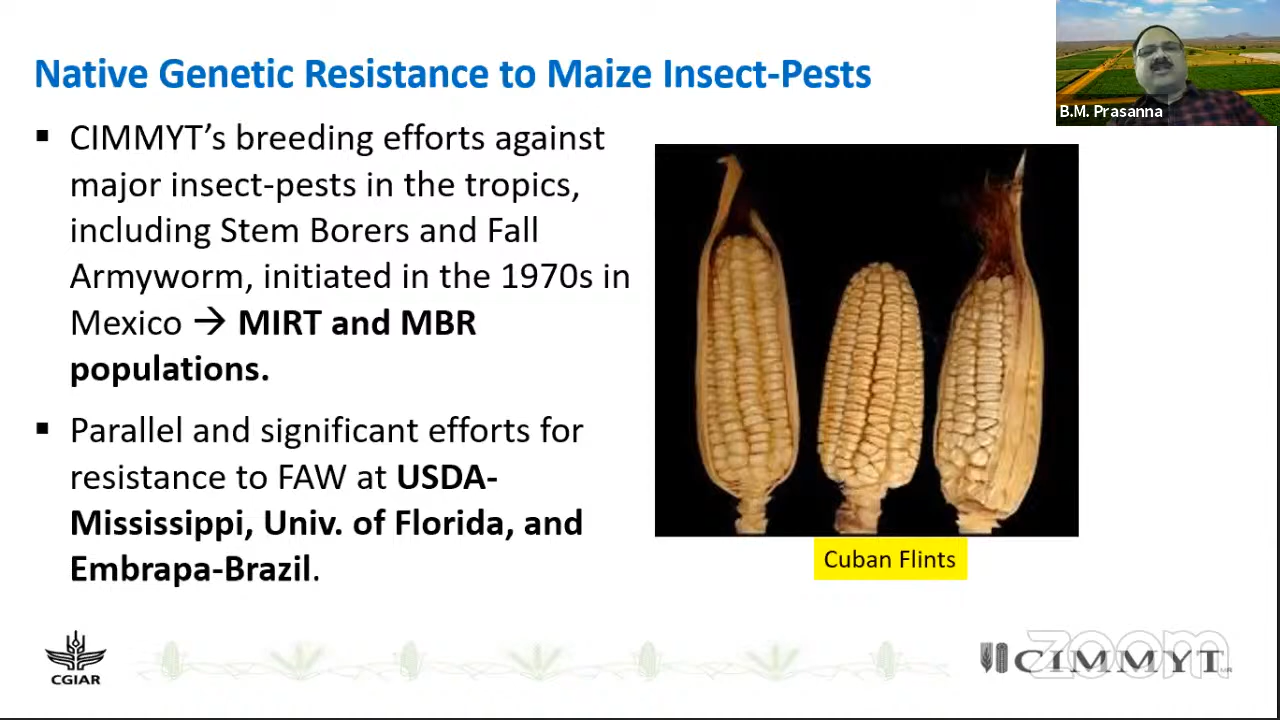 Native Genetic Resistance to Maize Insect-Pests
B.M. Prasanna
▪ CIMMYT’s breeding efforts against
major insect-pests in the tropics,
including Stem Borers and Fall
Armyworm, initiated in the 1970s in
Mexico → MIRT and MBR
populations.
▪ Parallel and significant efforts for
resistance to FAW at USDA-
Mississippi, Univ. of Florida, and
Embrapa-Brazil.
Cuban Flints
CGIAR
CIMMYT
zoom